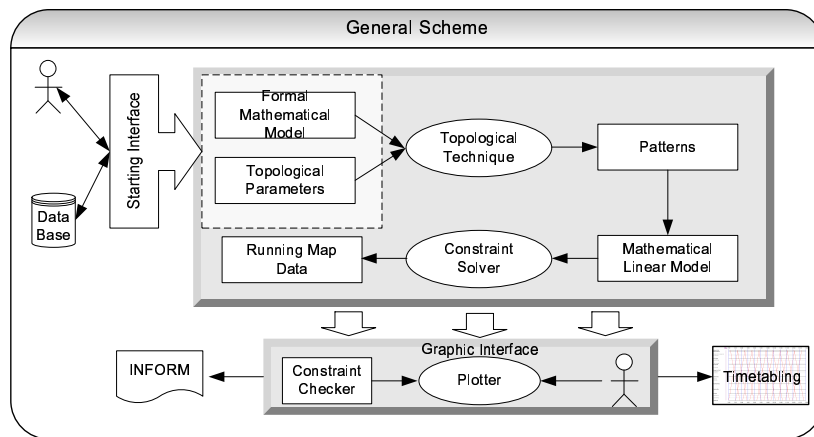 General Scheme
Starting Interface
Data
Base
Formal
Mathematical
Model
Topological
Parameters
Topological
Technique
Patterns
Running Map
Data
Constraint
Solver
Mathematical
Linear Model
Graphic Interface
INFORM
Constraint
Checker
Plotter
Timetabling